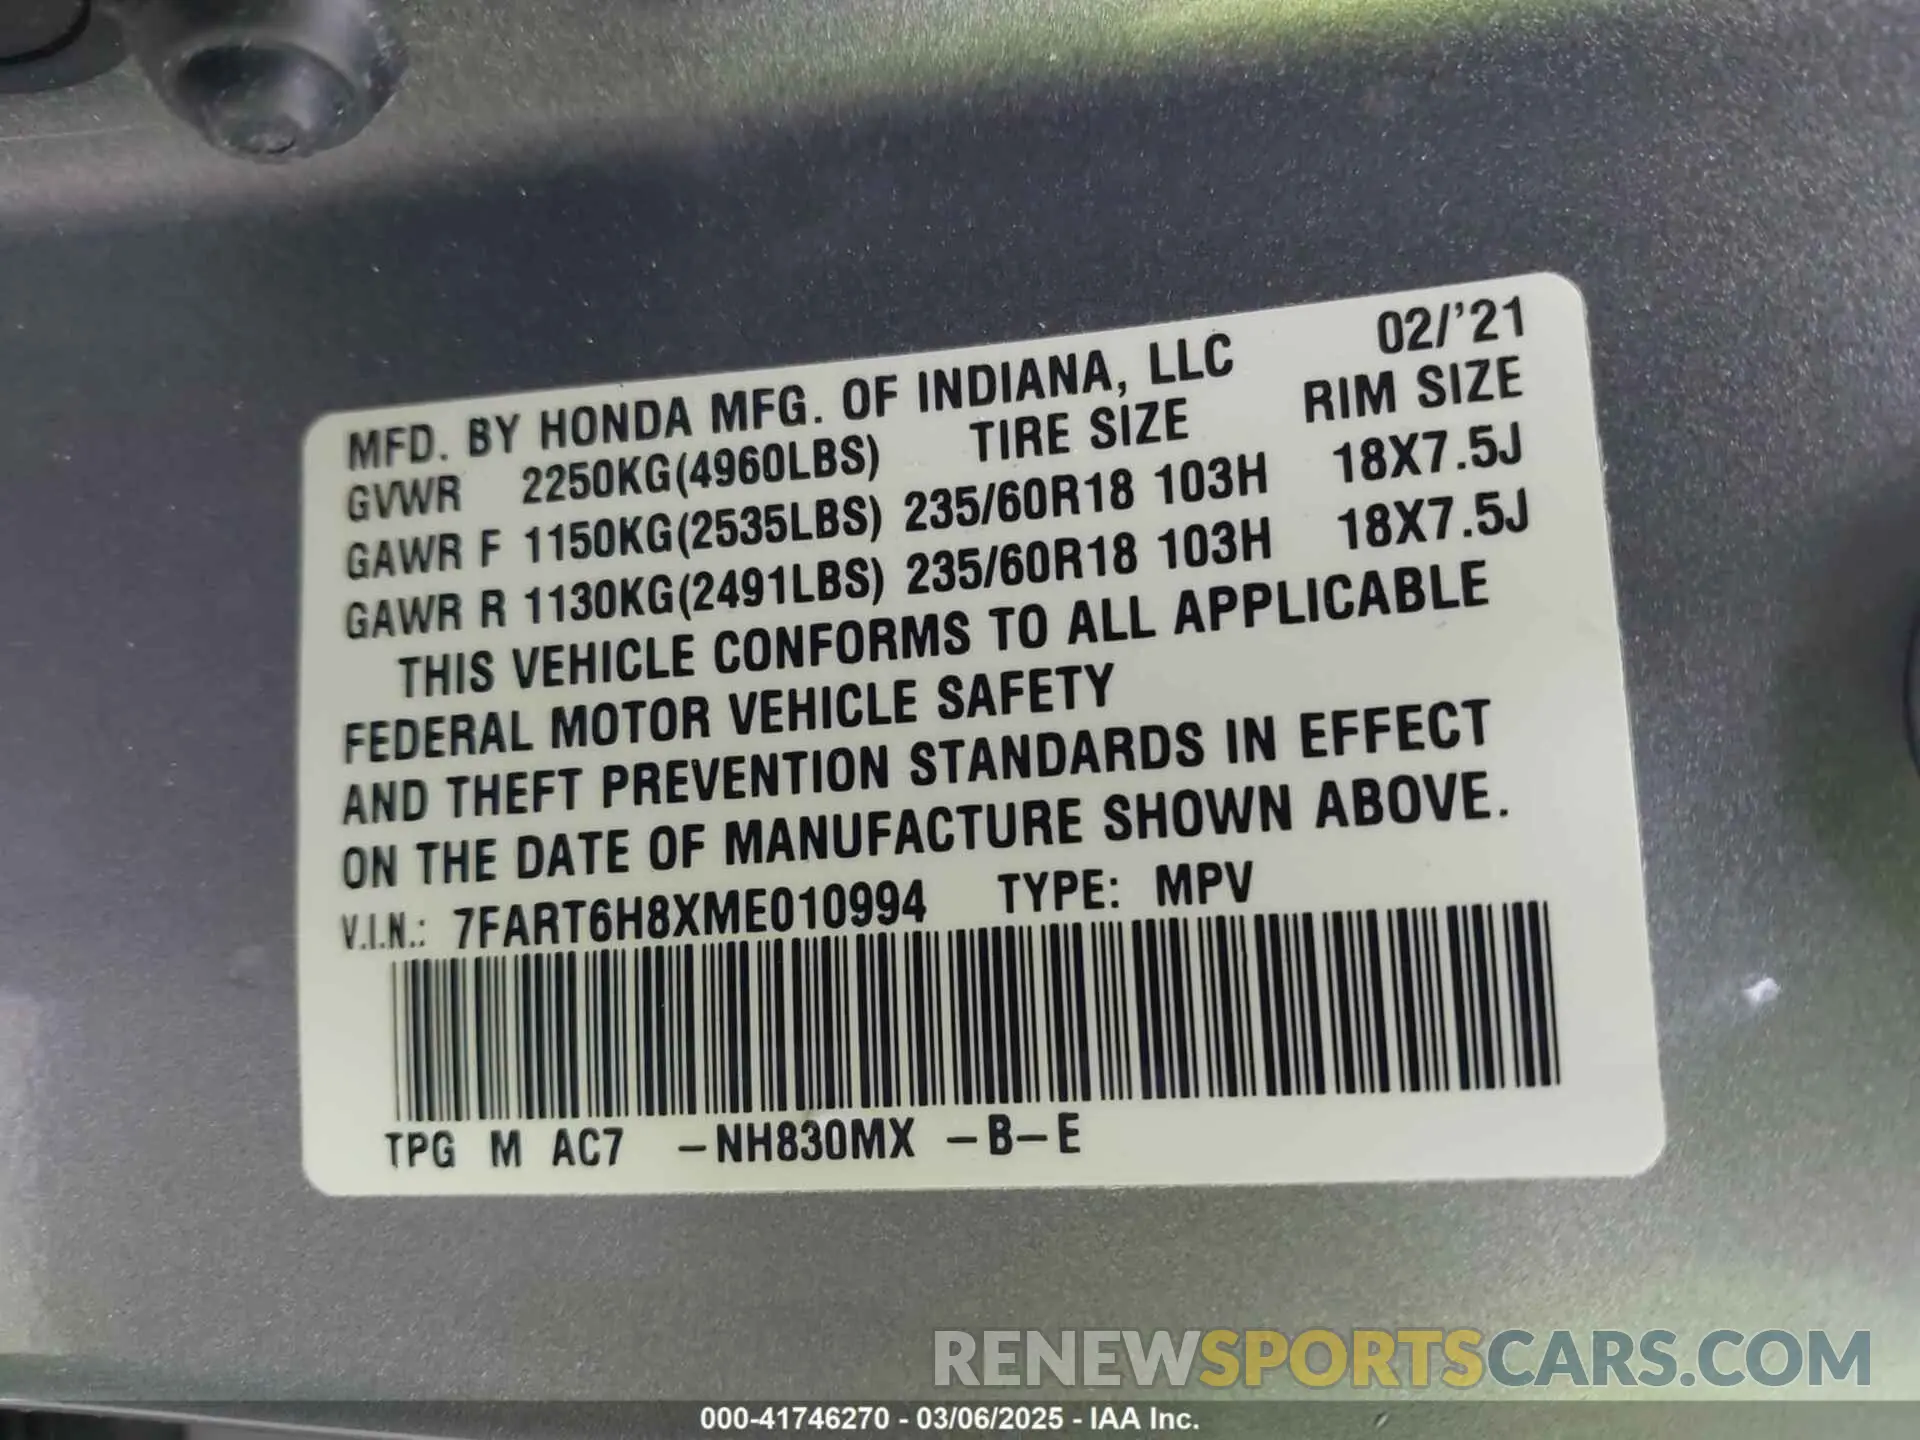 MFD. BY HONDA MFG. OF INDIANA, LLC 02/'21
GVWR 2250KG(4960LBS) TIRE SIZE RIM SIZE
GAWR F 1150KG(2535LBS) 235/60R18 103H 18X7.5J
GAWR R 1130KG(2491LBS) 235/60R18 103H 18X7.5J
THIS VEHICLE CONFORMS TO ALL APPLICABLE
FEDERAL MOTOR VEHICLE SAFETY
AND THEFT PREVENTION STANDARDS IN EFFECT
ON THE DATE OF MANUFACTURE SHOWN ABOVE.
V.I.N.: 7FART6H8XME010994 TYPE: MPV
TPG M AC7 -NH830MX -B-E
RENEWSPORTSCARS.COM
000-41746270 - 03/06/2025 - IAA Inc.